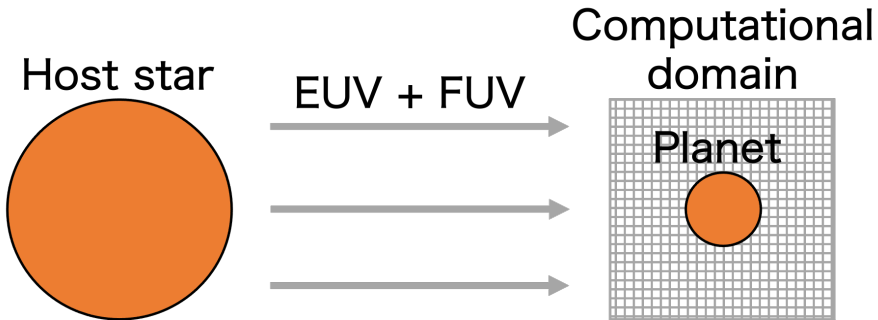 Host star
EUV + FUV
Computational
domain
Planet